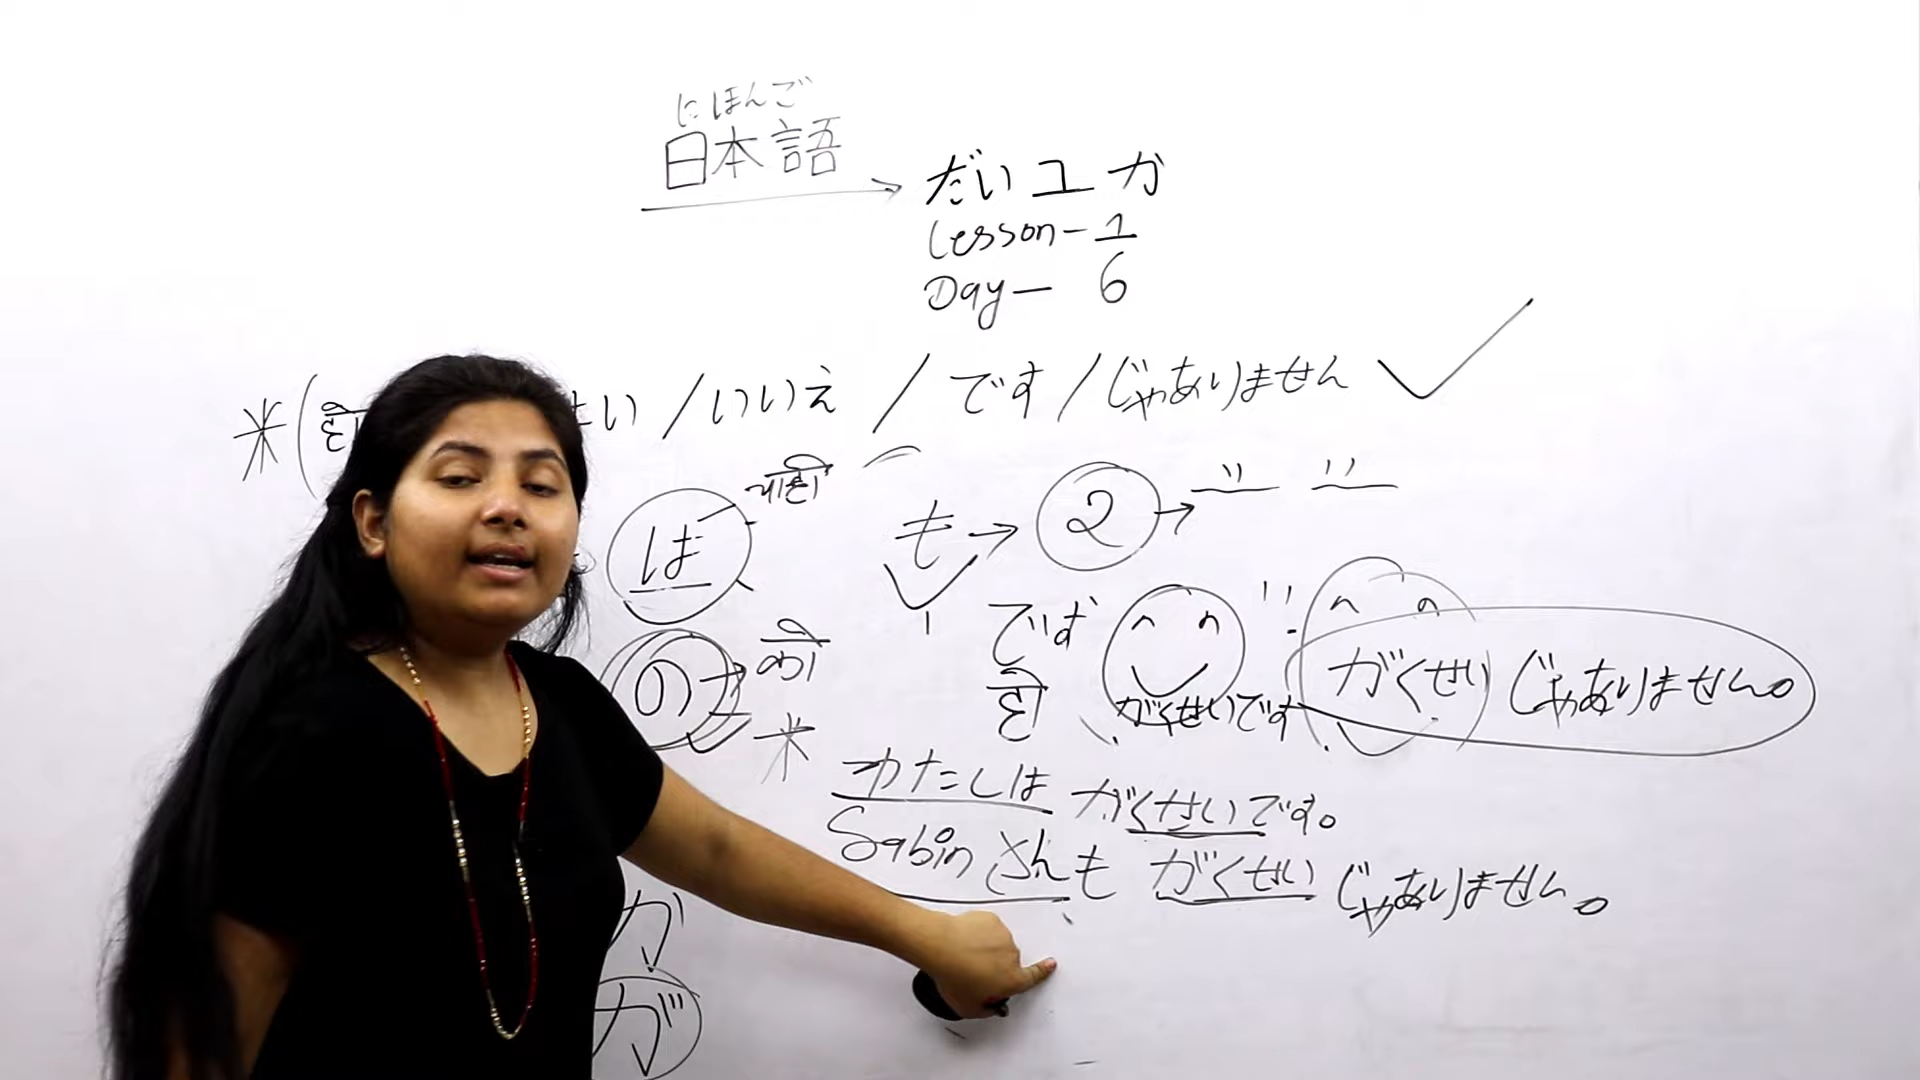 にほんご
日本語
だい1か
Lesson - 1
Day - 6
いいえ / です / じゃありません
は
も → 2 →
の → को
です
हो
がくせいです
がくせい じゃありません。
わたしは がくせいです。
Sabin さんも がくせい じゃありません。
か
が